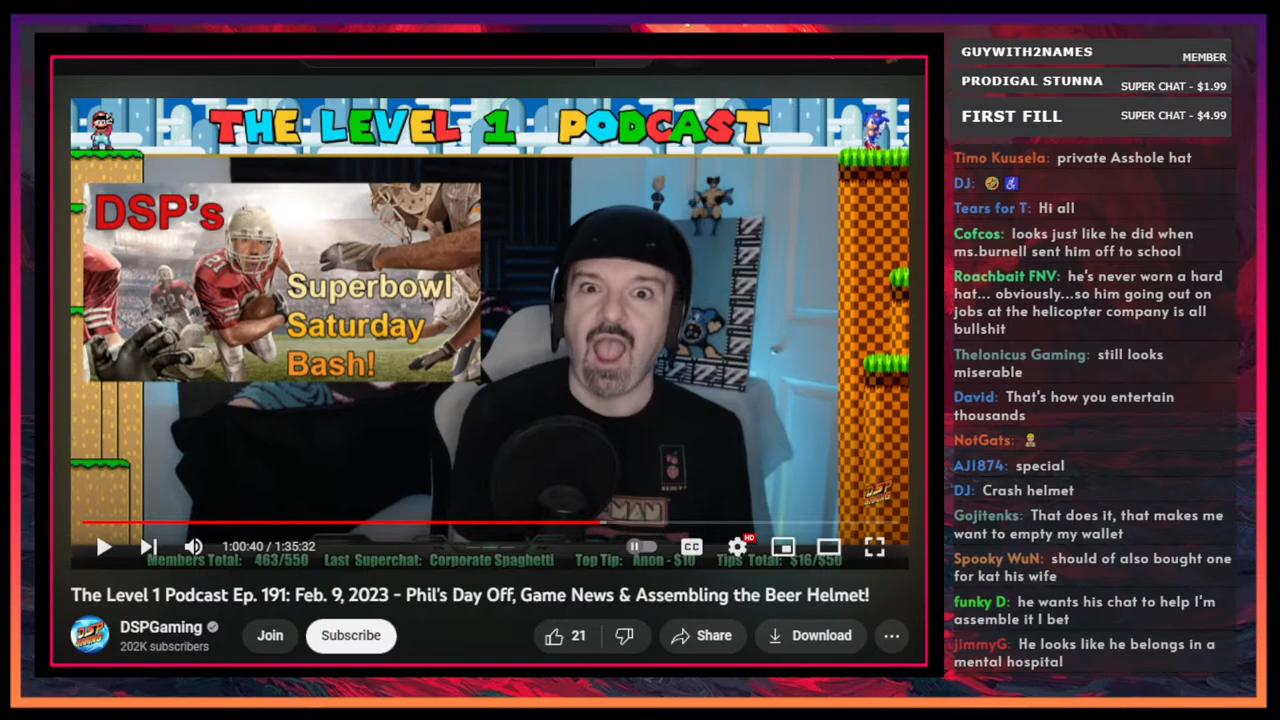 THE LEVEL 1 PODCAST
DSP's
Superbowl
Saturday
Bash!
DSP
GAMING
1:00:40 / 1:35:32
CC
HD
Members Total: 463/550 Last Superchat: Corporate Spaghetti Top Tip: Anon - $10 Tips Total: $16/$50
The Level 1 Podcast Ep. 191: Feb. 9, 2023 - Phil's Day Off, Game News & Assembling the Beer Helmet!
DSPGaming
202K subscribers
Join
Subscribe
21
Share
Download
GUYWITH2NAMES MEMBER
PRODIGAL STUNNA SUPER CHAT - $1.99
FIRST FILL SUPER CHAT - $4.99
Timo Kuusela: private Asshole hat
DJ:
Tears for T: Hi all
Cofcos: looks just like he did when
ms.burnell sent him off to school
Roachbait FNV: he's never worn a hard
hat... obviously...so him going out on
jobs at the helicopter company is all
bullshit
Thelonicus Gaming: still looks
miserable
David: That's how you entertain
thousands
NotGats:
AJ1874: special
DJ: Crash helmet
Gojitenks: That does it, that makes me
want to empty my wallet
Spooky WuN: should of also bought one
for kat his wife
funky D: he wants his chat to help I'm
assemble it I bet
jimmyG: He looks like he belongs in a
mental hospital